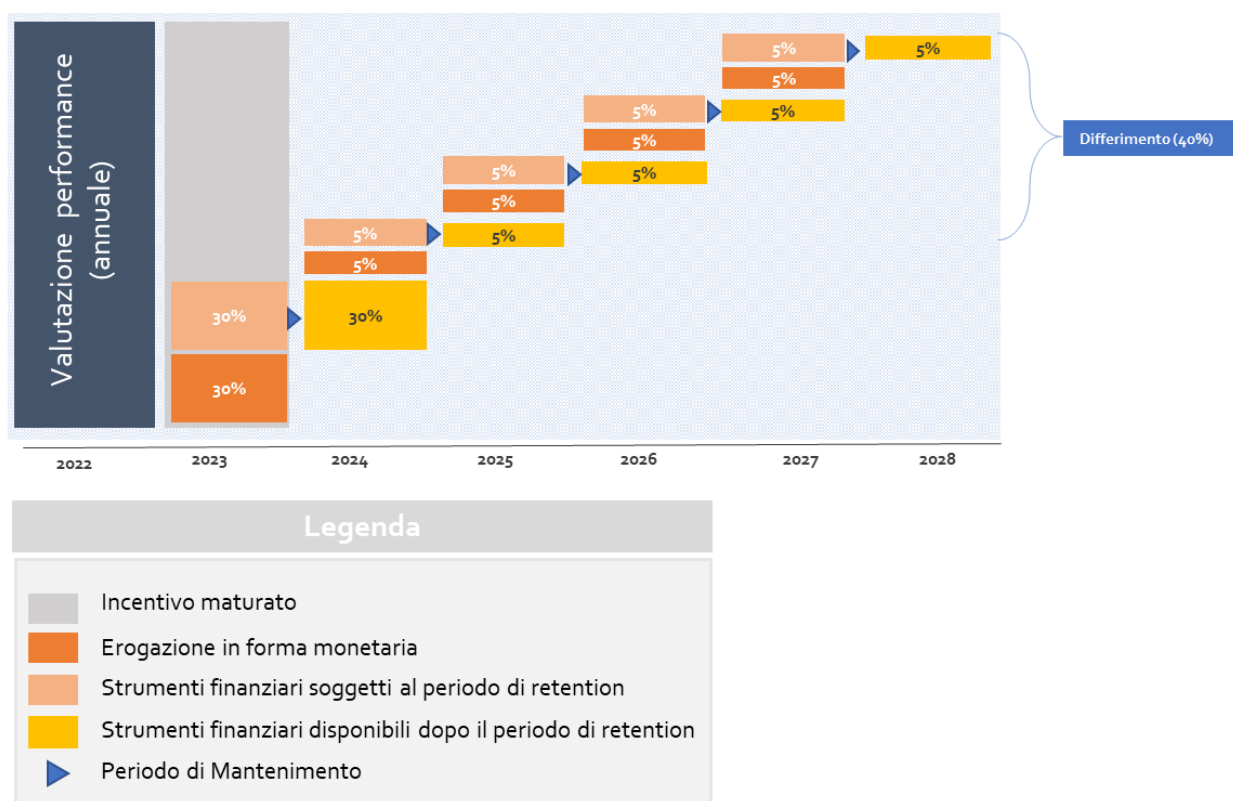 Valutazione performance
(annuale)
5%
5%
5%
5%
5%
5%
5%
5%
5%
5%
5%
5%
30%
30%
30%
Differimento (40%)
2022
2023
2024
2025
2026
2027
2028
Legenda
Incentivo maturato
Erogazione in forma monetaria
Strumenti finanziari soggetti al periodo di retention
Strumenti finanziari disponibili dopo il periodo di retention
Periodo di Mantenimento